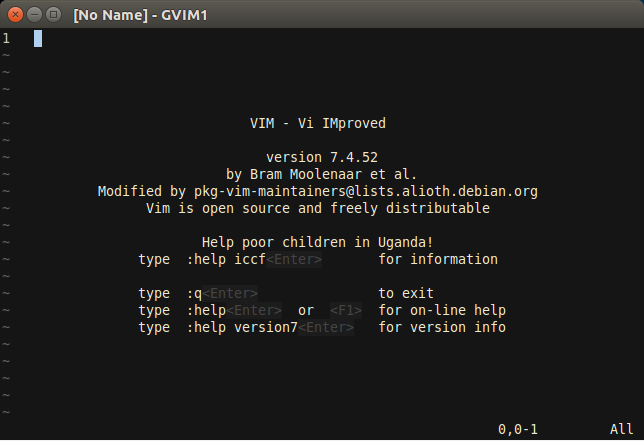 [No Name] - GVIM1
1
~
~
~
~
~
VIM - Vi IMproved
~
~
version 7.4.52
~
by Bram Moolenaar et al.
~
Modified by pkg-vim-maintainers@lists.alioth.debian.org
~
Vim is open source and freely distributable
~
~
Help poor children in Uganda!
~
type :help iccf<Enter> for information
~
~
type :q<Enter> to exit
~
type :help<Enter> or <F1> for on-line help
~
type :help version7<Enter> for version info
~
~
~
~
~
0,0-1 All